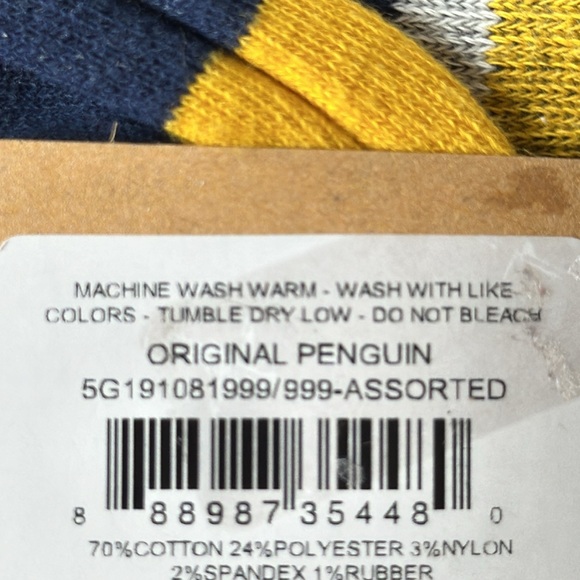 MACHINE WASH WARM - WASH WITH LIKE
COLORS - TUMBLE DRY LOW - DO NOT BLEACH
ORIGINAL PENGUIN
5G191081999/999-ASSORTED
8 88987 35448 0
70%COTTON 24%POLYESTER 3%NYLON
2%SPANDEX 1%RUBBER